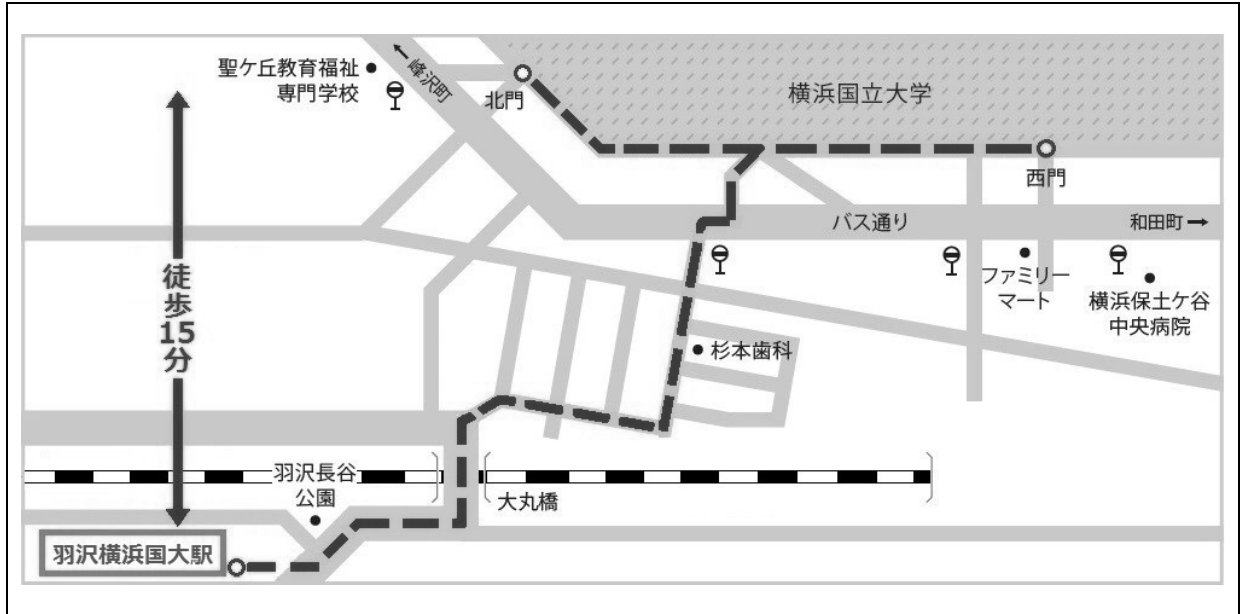 聖ケ丘教育福祉
専門学校
峰沢町
北門
横浜国立大学
西門
バス通り
和田町
ファミリー
マート
横浜保土ケ谷
中央病院
徒歩15分
杉本歯科
羽沢長谷
公園
大丸橋
羽沢横浜国大駅